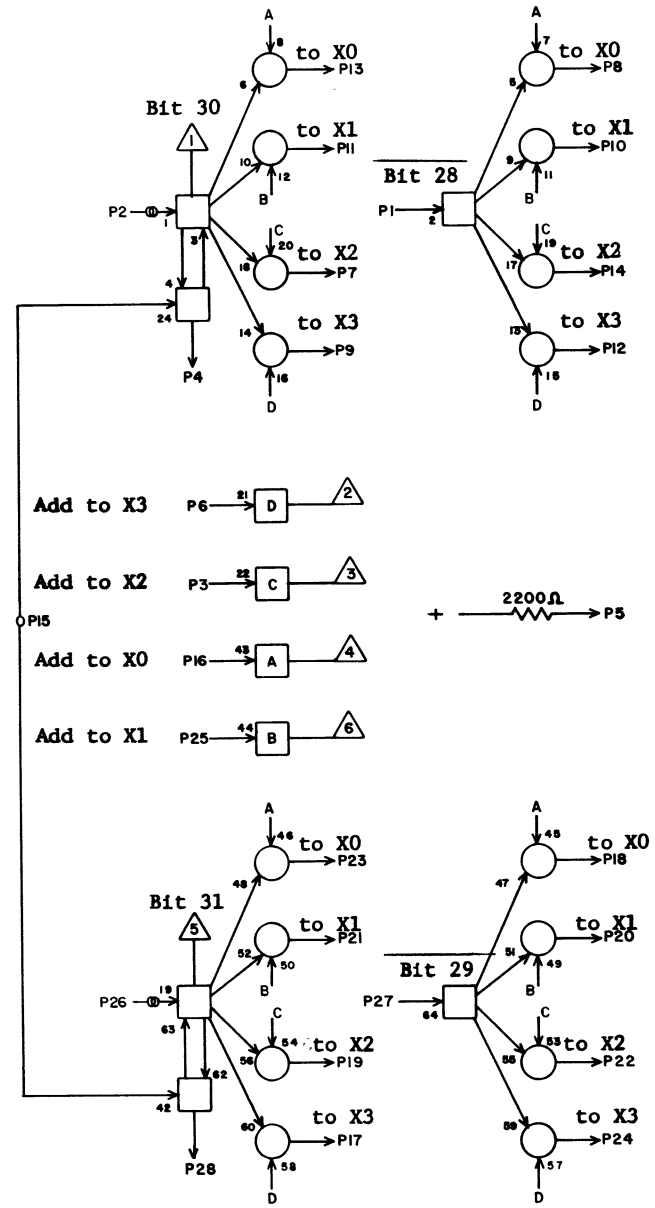 A
8
to X0
P13
6
Bit 30
1
to X1
P11
10
12
B
P2
1
3
C
20
to X2
18
P7
4
24
to X3
14
P9
16
D
P4
A
7
to X0
P8
5
to X1
P10
9
11
B
Bit 28
P1
2
C
19
to X2
17
P14
to X3
13
P12
15
D
Add to X3 P6 21 D 2
Add to X2 P3 22 C 3
P15
+ 2200Ω P5
Add to X0 P16 43 A 4
Add to X1 P25 44 B 6
A
46
to X0
P23
48
Bit 31
5
to X1
P21
52
50
B
P26
19
63
C
54
to X2
56
P19
62
42
to X3
60
P17
58
D
P28
A
45
to X0
P18
47
to X1
P20
51
49
B
Bit 29
P27
64
C
53
to X2
55
P22
to X3
59
P24
57
D